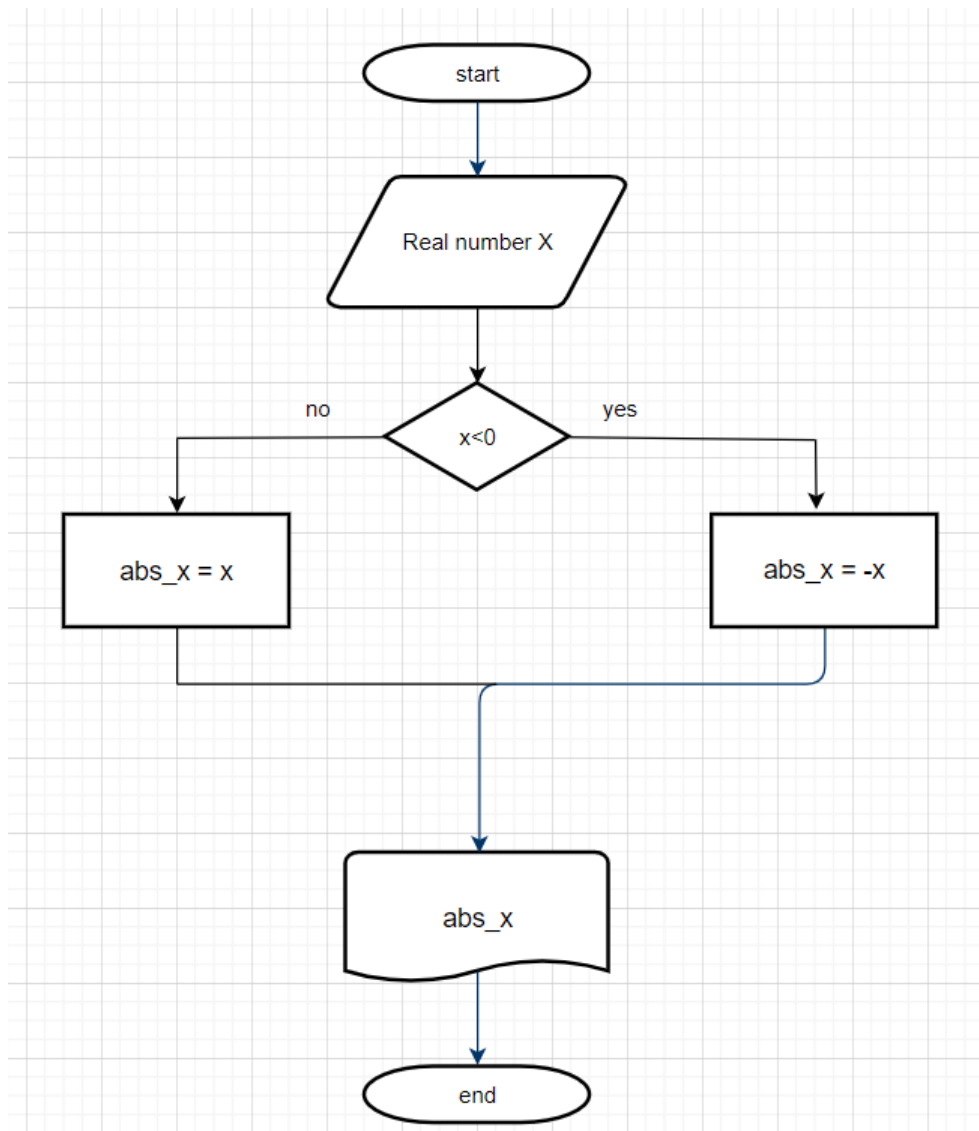 start
Real number X
no
yes
x<0
abs_x = x
abs_x = -x
abs_x
end